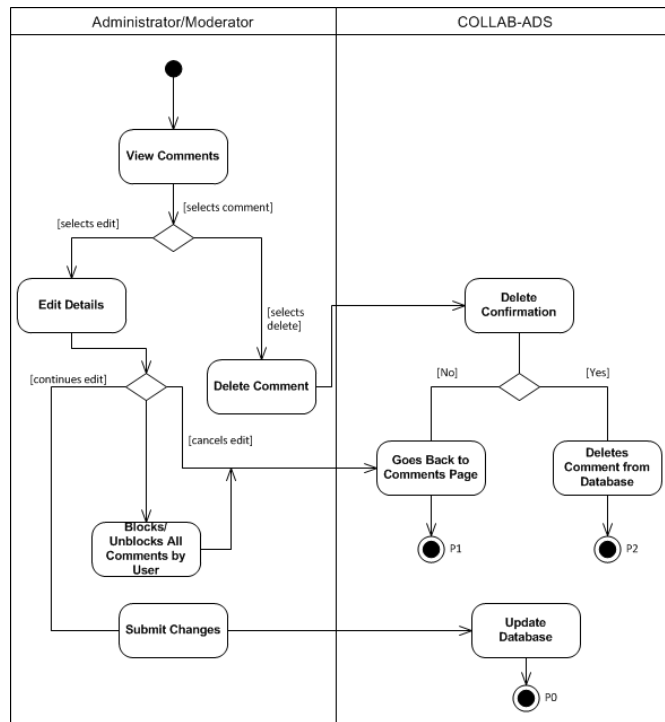 Administrator/Moderator
COLLAB-ADS
View Comments
[selects comment]
[selects edit]
Edit Details
[selects
delete]
Delete Comment
Delete
Confirmation
[continues edit]
[No]
[Yes]
[cancels edit]
Goes Back to
Comments Page
Deletes
Comment from
Database
Blocks/
Unblocks All
Comments by
User
P1
P2
Submit Changes
Update
Database
P0